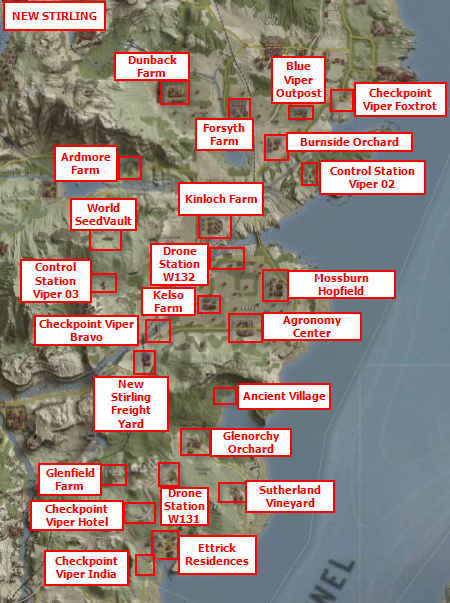 NEW STIRLING
Dunback
Farm
Blue
Viper
Outpost
Checkpoint
Viper Foxtrot
Forsyth
Farm
Burnside Orchard
Ardmore
Farm
Control Station
Viper 02
Kinloch Farm
World
SeedVault
Drone
Station
W132
Control
Station
Viper 03
Mossburn
Hopfield
Kelso
Farm
Checkpoint Viper
Bravo
Agronomy
Center
New
Stirling
Freight
Yard
Ancient Village
Glenorchy
Orchard
Glenfield
Farm
Drone
Station
W131
Sutherland
Vineyard
Checkpoint
Viper Hotel
Ettrick
Residences
Checkpoint
Viper India
NEL